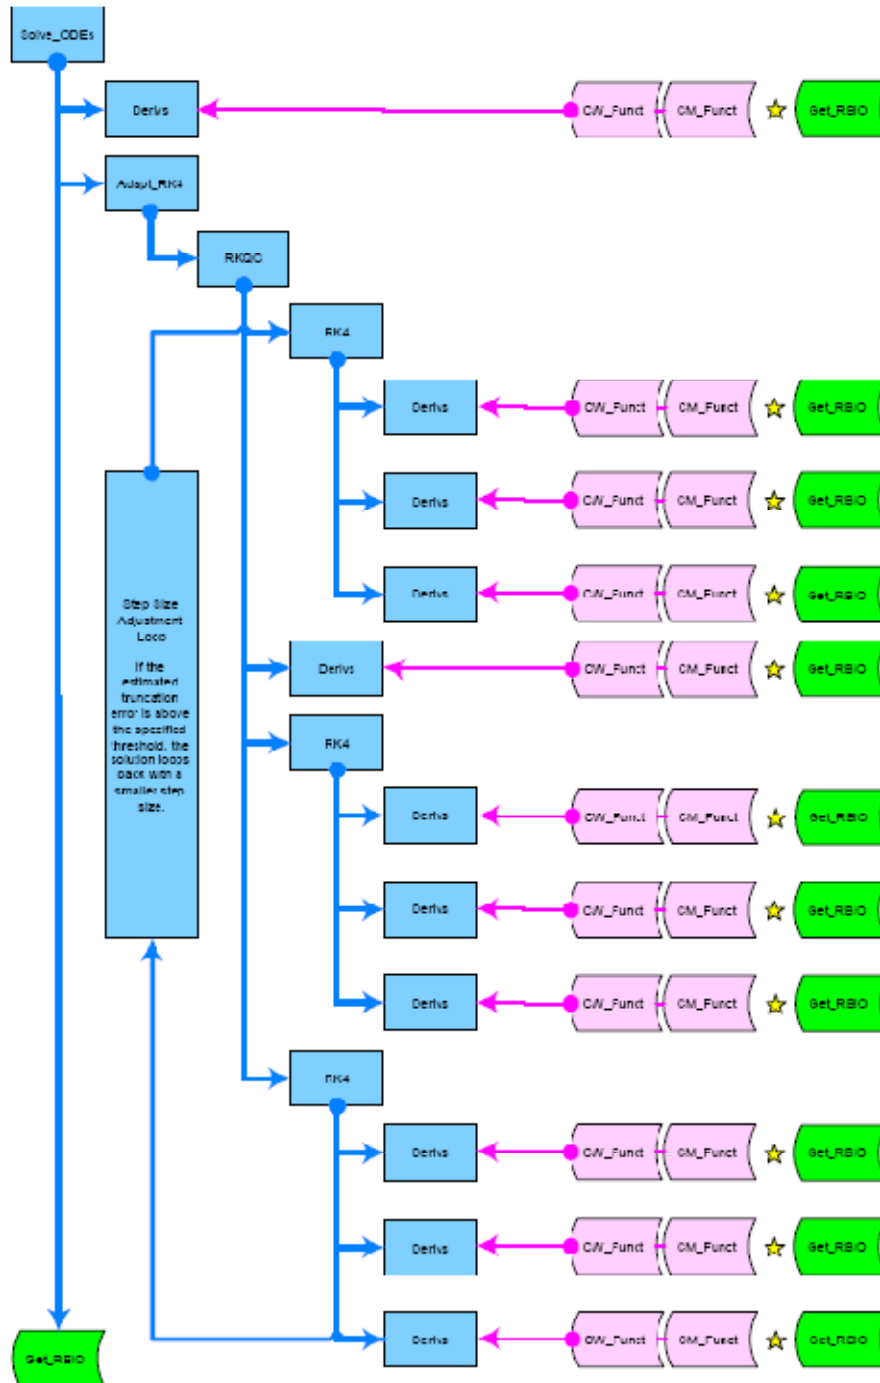 Solve_ODEs
Derivs CW_Funct CM_Funct Get_RBIO
Adapt_RK4
RKQC
RK4
Derivs CW_Funct CM_Funct Get_RBIO
Derivs CW_Funct CM_Funct Get_RBIO
Derivs CW_Funct CM_Funct Get_RBIO
Step Size
Adjustment
Loop
If the
estimated
truncation
error is above
the specified
threshold, the
solution loops
back with a
smaller step
size.
Derivs CW_Funct CM_Funct Get_RBIO
RK4
Derivs CW_Funct CM_Funct Get_RBIO
Derivs CW_Funct CM_Funct Get_RBIO
Derivs CW_Funct CM_Funct Get_RBIO
RK4
Derivs CW_Funct CM_Funct Get_RBIO
Derivs CW_Funct CM_Funct Get_RBIO
Derivs CW_Funct CM_Funct Get_RBIO
Get_RBIO